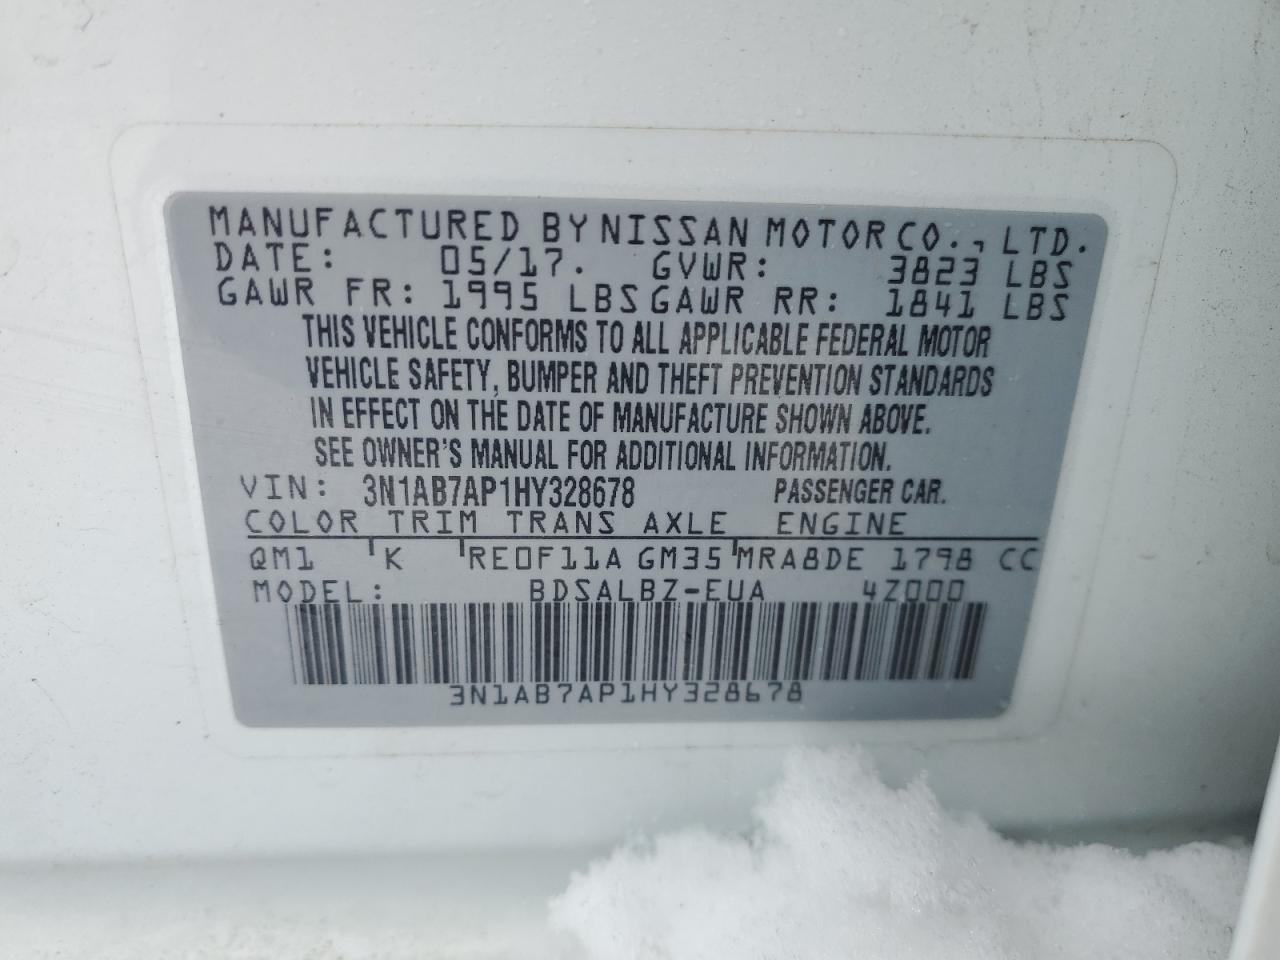 MANUFACTURED BY NISSAN MOTOR CO., LTD.
DATE: 05/17. GVWR: 3823 LBS
GAWR FR: 1995 LBS GAWR RR: 1841 LBS
THIS VEHICLE CONFORMS TO ALL APPLICABLE FEDERAL MOTOR
VEHICLE SAFETY, BUMPER AND THEFT PREVENTION STANDARDS
IN EFFECT ON THE DATE OF MANUFACTURE SHOWN ABOVE.
SEE OWNER'S MANUAL FOR ADDITIONAL INFORMATION.
VIN: 3N1AB7AP1HY328678 PASSENGER CAR.
COLOR TRIM TRANS AXLE ENGINE
QM1 K RE0F11A GM35 MRA8DE 1798 CC
MODEL: BDSALBZ-EUA 4Z000
3N1AB7AP1HY328678